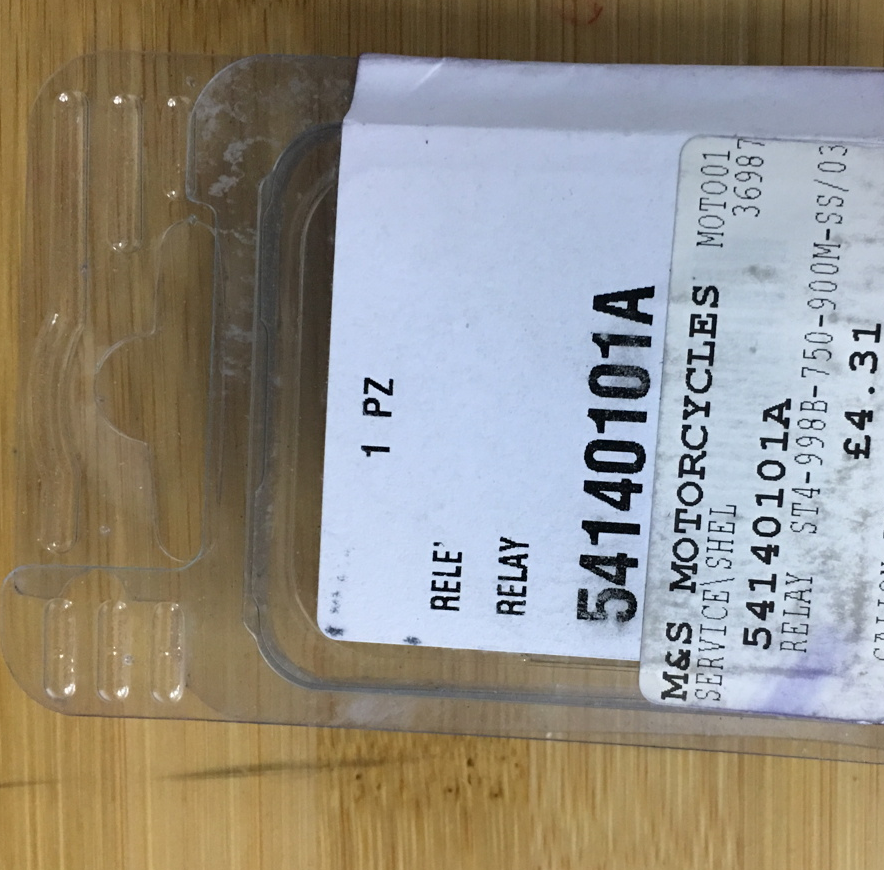 1 PZ
RELE'
RELAY
54140101A
M&S MOTORCYCLES MOTO01
SERVICE\SHEL 36987
54140101A
RELAY ST4-998B-750-900M-SS/03
£4.31